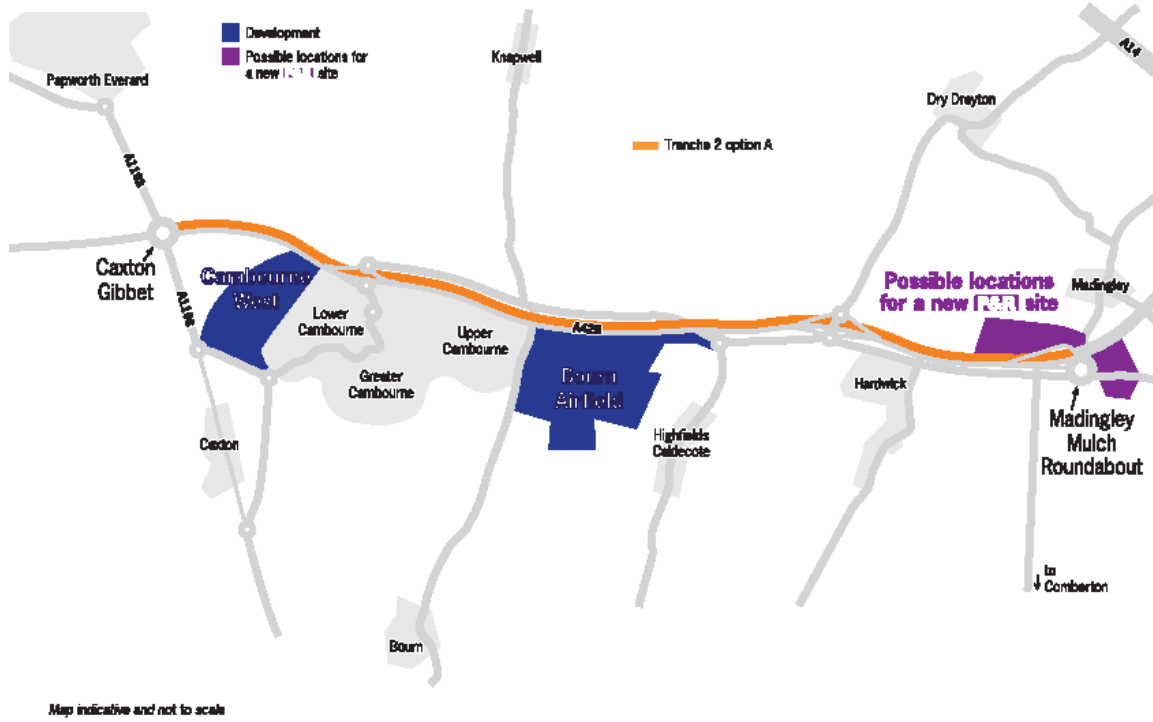 Development
Possible locations for
a new P&R site
Knapwell
A14
Papworth Everard
Dry Drayton
Tranche 2 option A
Caxton
Gibbet
Cambourne
West
Lower
Cambourne
Upper
Cambourne
Greater
Cambourne
Bourn
Airfield
Possible locations
for a new P&R site
Madingley
Hardwick
Highfields
Caldecote
Caxton
Madingley
Mulch
Roundabout
to
Comberton
Bourn
Map indicative and not to scale